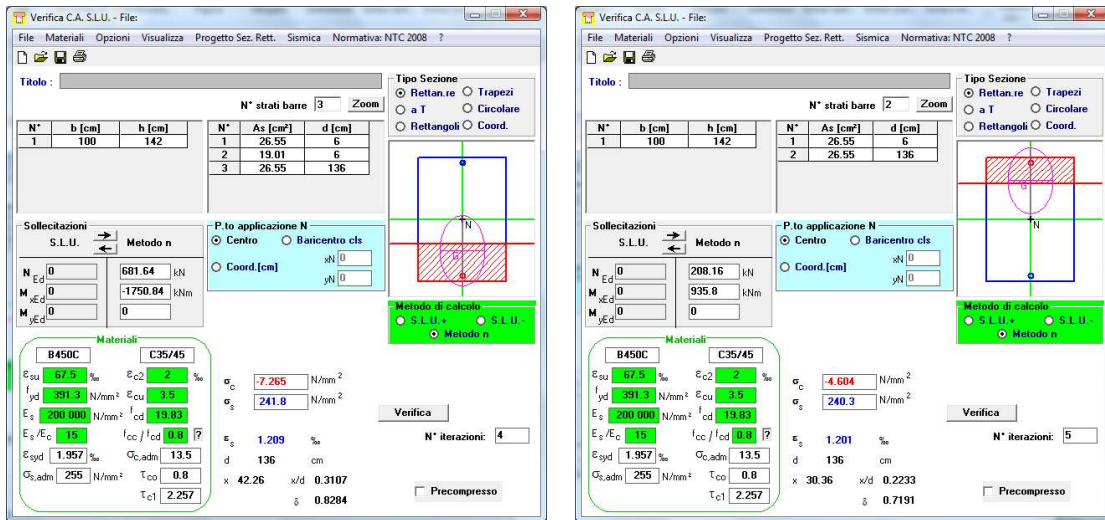 Verifica C.A. S.L.U. - File:
File Materiali Opzioni Visualizza Progetto Sez. Rett. Sismica Normativa: NTC 2008 ?
Titolo :
N° strati barre 3 Zoom
Tipo Sezione
Rettan.re Trapezi
a T Circolare
Rettangoli Coord.
N° b [cm] h [cm]
1 100 142
N° As [cm²] d [cm]
1 26.55 6
2 19.01 6
3 26.55 136
G
N
Sollecitazioni
S.L.U. Metodo n
N Ed 0 681.64 kN
M xEd 0 -1750.84 kNm
M yEd 0 0
P.to applicazione N
Centro Baricentro cls
Coord.[cm]
xN 0
yN 0
Metodo di calcolo
S.L.U.+ S.L.U.-
Metodo n
Materiali
B450C C35/45
εsu 67.5 ‰ εc2 2 ‰
fyd 391.3 N/mm² εcu 3.5
Es 200 000 N/mm² fcd 19.83
Es /Ec 15 fcc / fcd 0.8 ?
εsyd 1.957 ‰ σc,adm 13.5
σs,adm 255 N/mm² τco 0.8
τc1 2.257
σc -7.265 N/mm²
σs 241.8 N/mm²
εs 1.209 ‰
d 136 cm
x 42.26 x/d 0.3107
δ 0.8284
Verifica
N° iterazioni: 4
Precompresso
Verifica C.A. S.L.U. - File:
File Materiali Opzioni Visualizza Progetto Sez. Rett. Sismica Normativa: NTC 2008 ?
Titolo :
N° strati barre 2 Zoom
Tipo Sezione
Rettan.re Trapezi
a T Circolare
Rettangoli Coord.
N° b [cm] h [cm]
1 100 142
N° As [cm²] d [cm]
1 26.55 6
2 26.55 136
G
N
Sollecitazioni
S.L.U. Metodo n
N Ed 0 208.16 kN
M xEd 0 935.8 kNm
M yEd 0 0
P.to applicazione N
Centro Baricentro cls
Coord.[cm]
xN 0
yN 0
Metodo di calcolo
S.L.U.+ S.L.U.-
Metodo n
Materiali
B450C C35/45
εsu 67.5 ‰ εc2 2 ‰
fyd 391.3 N/mm² εcu 3.5
Es 200 000 N/mm² fcd 19.83
Es /Ec 15 fcc / fcd 0.8 ?
εsyd 1.957 ‰ σc,adm 13.5
σs,adm 255 N/mm² τco 0.8
τc1 2.257
σc -4.604 N/mm²
σs 240.3 N/mm²
εs 1.201 ‰
d 136 cm
x 30.36 x/d 0.2233
δ 0.7191
Verifica
N° iterazioni: 5
Precompresso